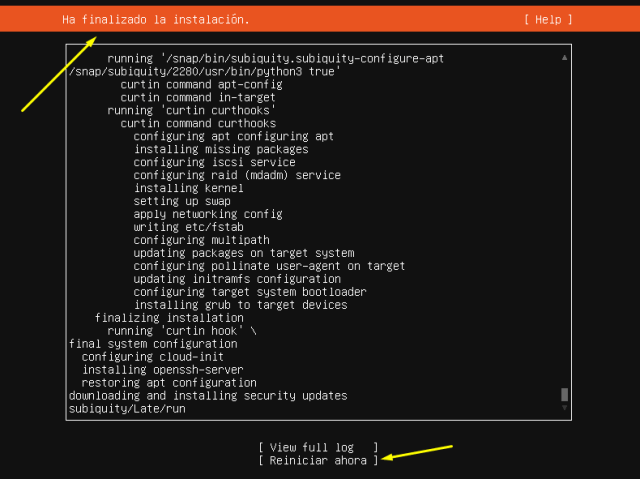 Ha finalizado la instalación.
[ Help ]
running '/snap/bin/subiquity.subiquity-configure-apt
/snap/subiquity/2280/usr/bin/python3 true'
curtin command apt-config
curtin command in-target
running 'curtin curthooks'
curtin command curthooks
configuring apt configuring apt
installing missing packages
configuring iscsi service
configuring raid (mdadm) service
installing kernel
setting up swap
apply networking config
writing etc/fstab
configuring multipath
updating packages on target system
configuring pollinate user-agent on target
updating initramfs configuration
configuring target system bootloader
installing grub to target devices
finalizing installation
running 'curtin hook' \
final system configuration
configuring cloud-init
installing openssh-server
restoring apt configuration
downloading and installing security updates
subiquity/Late/run
[ View full log ]
[ Reiniciar ahora ]